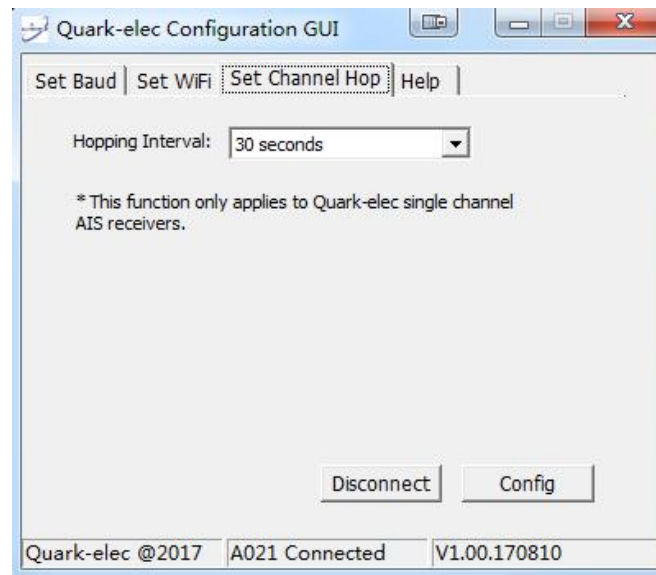 Quark-elec Configuration GUI
Set Baud Set WiFi Set Channel Hop Help
Hopping Interval: 30 seconds
* This function only applies to Quark-elec single channel
AIS receivers.
Disconnect Config
Quark-elec @2017 A021 Connected V1.00.170810